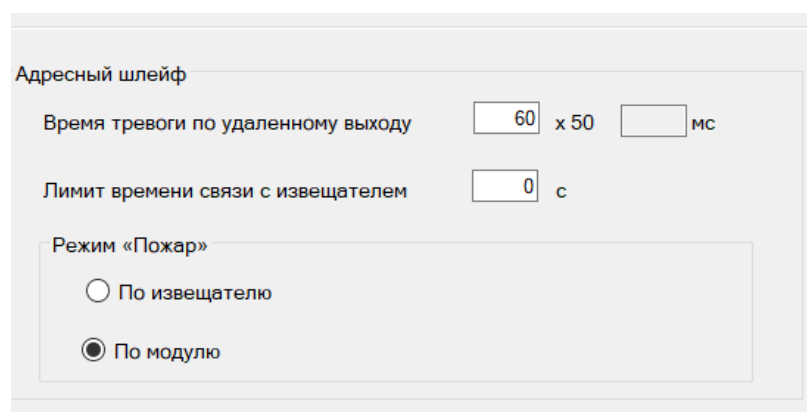 Адресный шлейф
Время тревоги по удаленному выходу 60 x 50 мс
Лимит времени связи с извещателем 0 с
Режим «Пожар»
По извещателю
По модулю